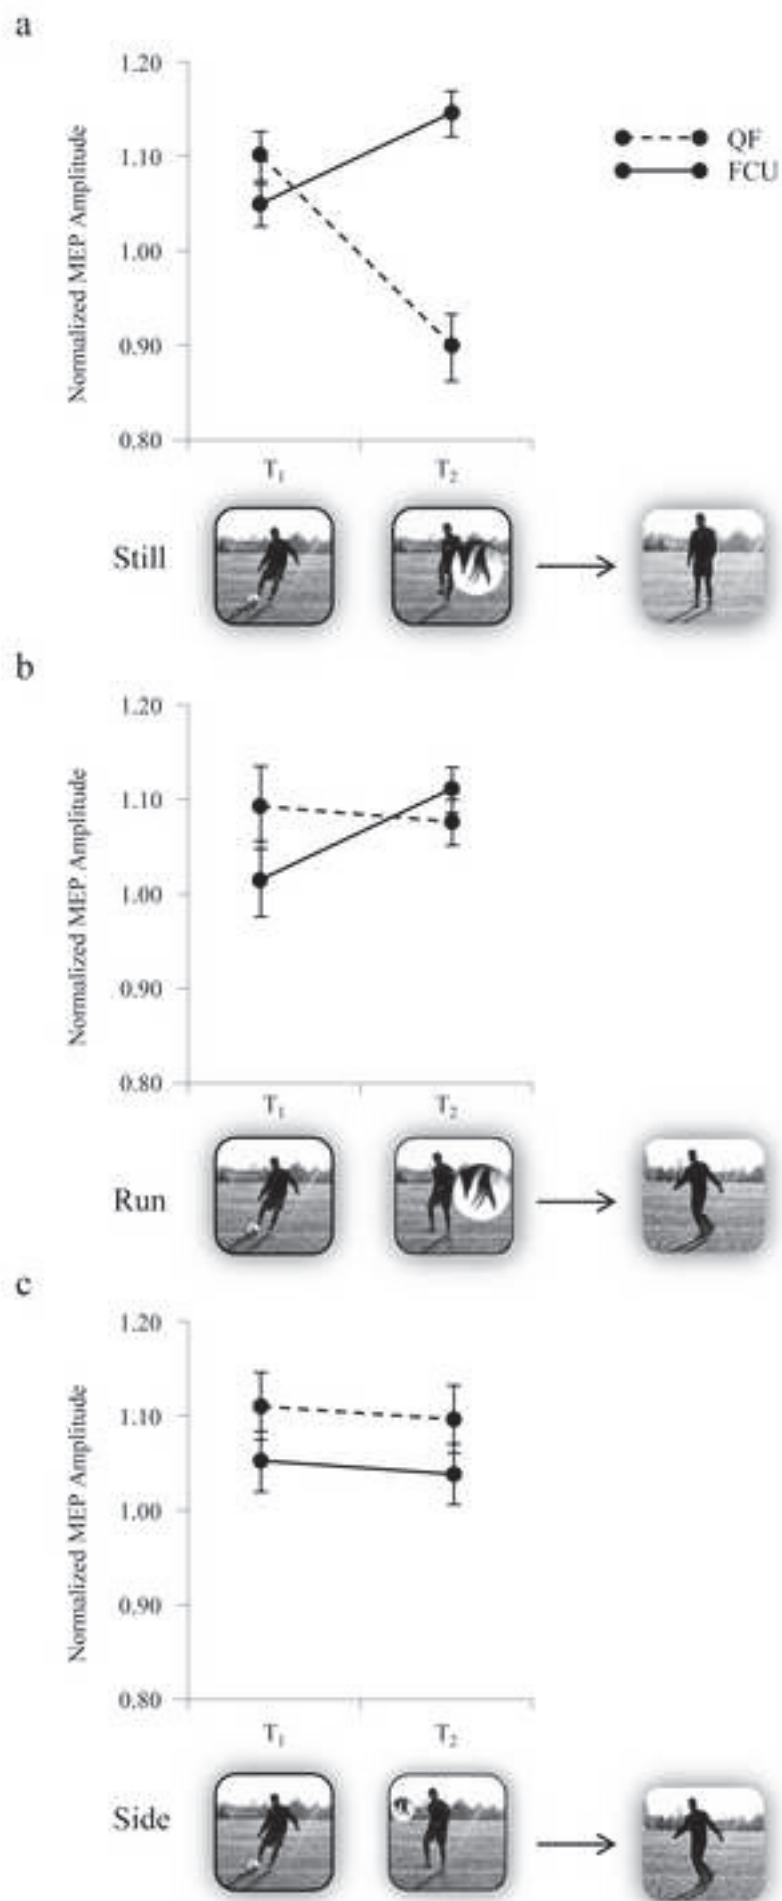 a
Normalized MEP Amplitude
1.20
1.10
1.00
0.90
0.80
QF
FCU
T1 T2
Still
b
Normalized MEP Amplitude
1.20
1.10
1.00
0.90
0.80
T1 T2
Run
c
Normalized MEP Amplitude
1.20
1.10
1.00
0.90
0.80
T1 T2
Side